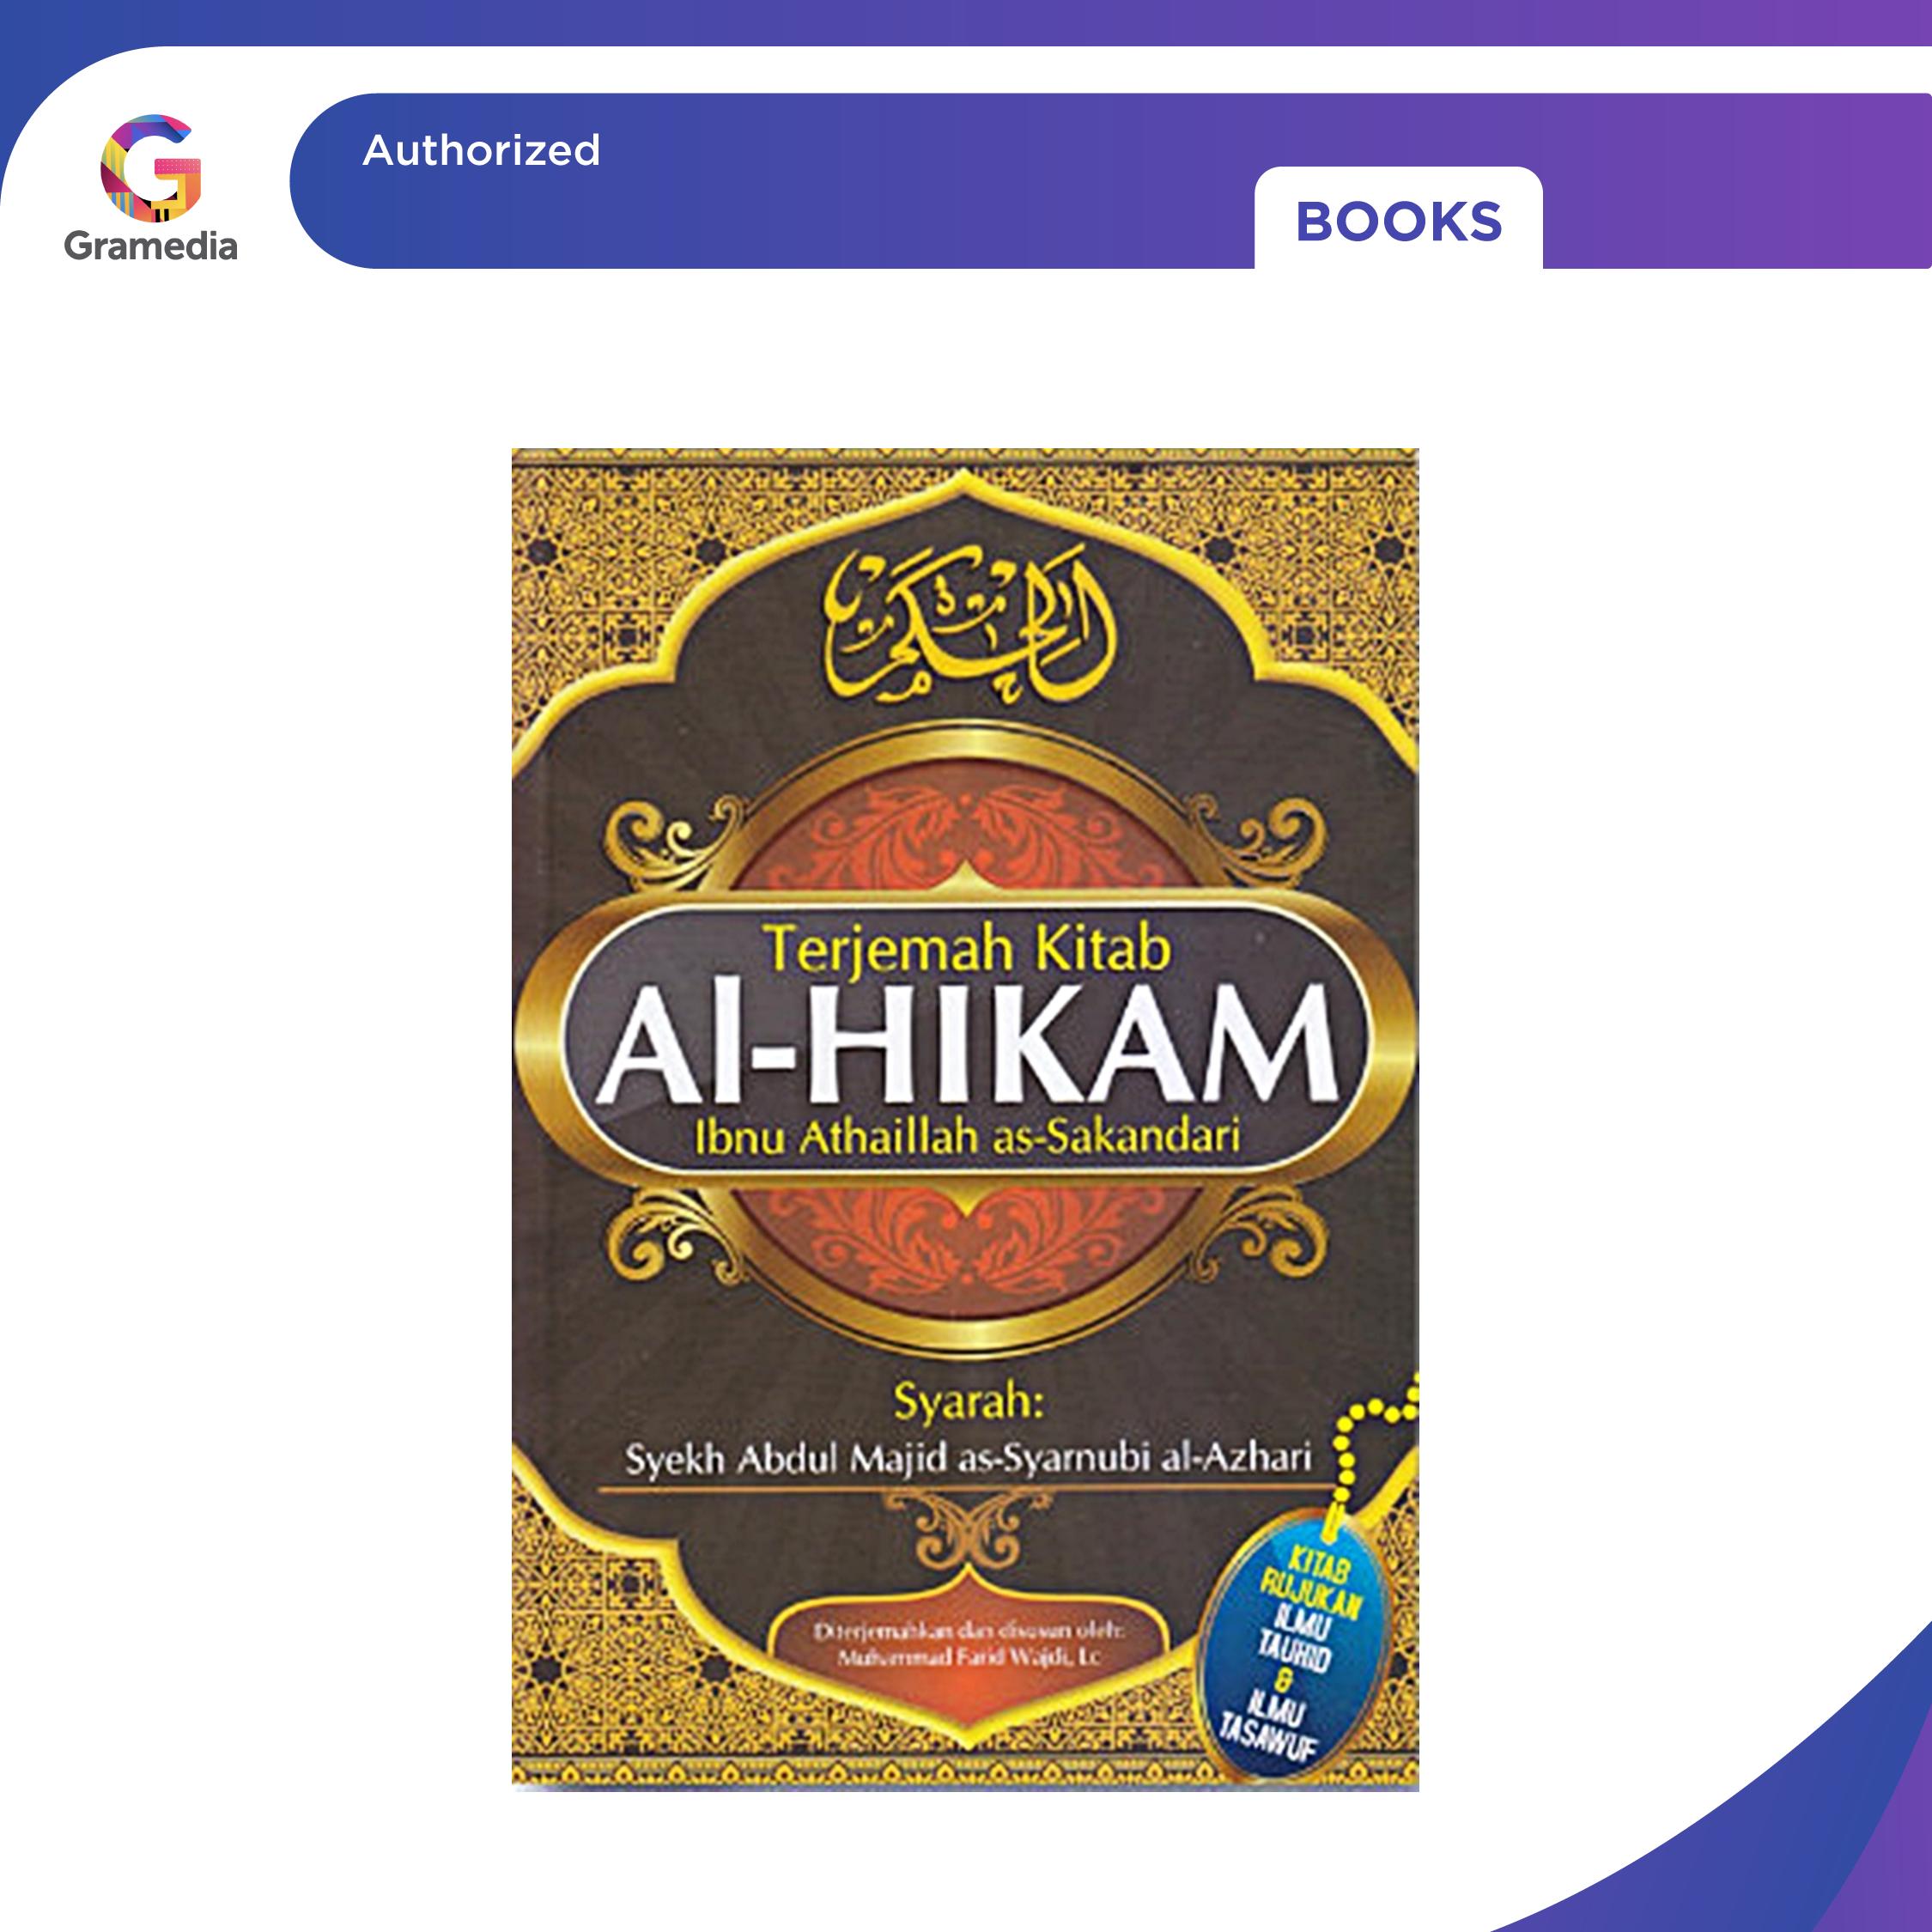 Gramedia
Authorized
BOOKS
الحكم
Terjemah Kitab
Al-HIKAM
Ibnu Athaillah as-Sakandari
Syarah:
Syekh Abdul Majid as-Syarnubi al-Azhari
Diterjemahkan dan disusun oleh:
Muhammad Farid Wajdi, Lc
KITAB
RUJUKAN
ILMU
TAUHID
&
ILMU
TASAWUF